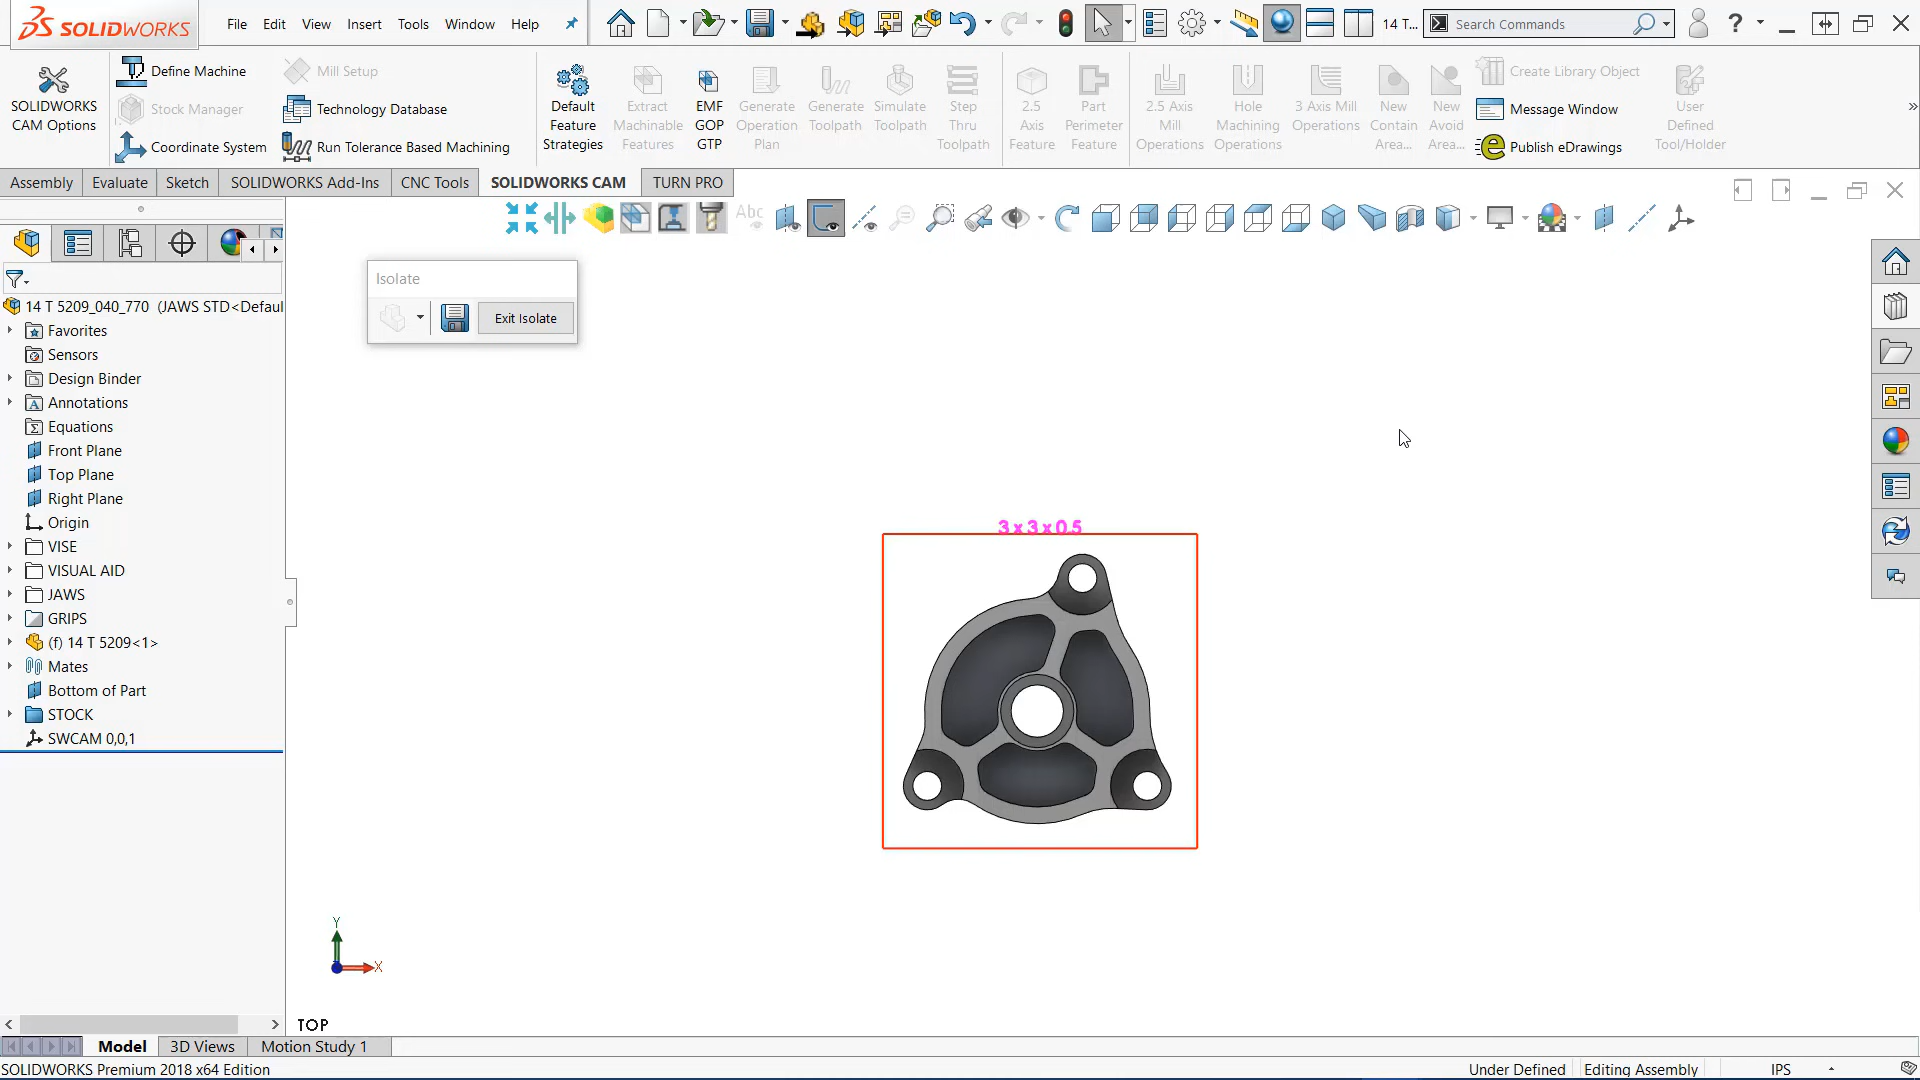 SOLIDWORKS
File Edit View Insert Tools Window Help
14 T...
Search Commands
SOLIDWORKS CAM Options
Define Machine
Stock Manager
Coordinate System
Mill Setup
Technology Database
Run Tolerance Based Machining
Default Feature Strategies
Extract Machinable Features
EMF GOP GTP
Generate Operation Plan
Generate Toolpath
Simulate Toolpath
Step Thru Toolpath
2.5 Axis Feature
Part Perimeter Feature
2.5 Axis Mill Operations
Hole Machining Operations
3 Axis Mill Operations
New Contain Area...
New Avoid Area...
Create Library Object
Message Window
Publish eDrawings
User Defined Tool/Holder
Assembly Evaluate Sketch SOLIDWORKS Add-Ins CNC Tools SOLIDWORKS CAM TURN PRO
Abc
Isolate
Exit Isolate
14 T 5209_040_770 (JAWS STD<Defaul
Favorites
Sensors
Design Binder
Annotations
Equations
Front Plane
Top Plane
Right Plane
Origin
VISE
VISUAL AID
JAWS
GRIPS
(f) 14 T 5209<1>
Mates
Bottom of Part
STOCK
SWCAM 0,0,1
3 x 3 x 0.5
Y
X
TOP
Model 3D Views Motion Study 1
SOLIDWORKS Premium 2018 x64 Edition
Under Defined Editing Assembly IPS